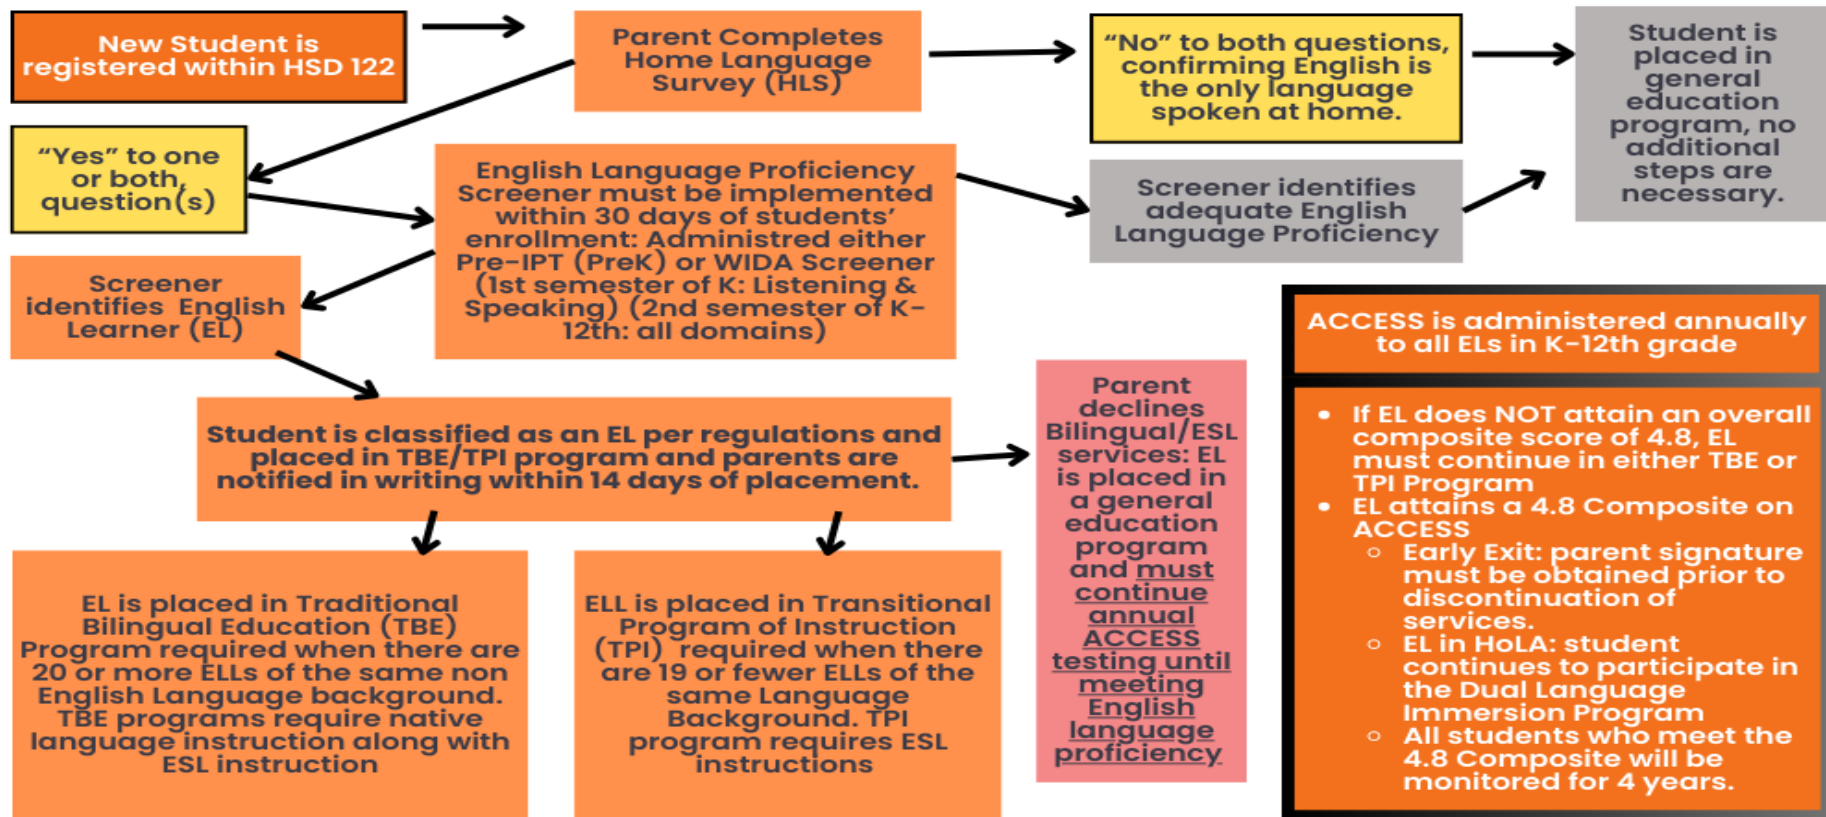 New Student is
registered within HSD 122
Parent Completes
Home Language
Survey (HLS)
“No” to both questions,
confirming English is
the only language
spoken at home.
Student is
placed in
general
education
program, no
additional
steps are
necessary.
“Yes” to one
or both,
question(s)
English Language Proficiency
Screener must be implemented
within 30 days of students’
enrollment: Administred either
Pre-IPT (PreK) or WIDA Screener
(1st semester of K: Listening &
Speaking) (2nd semester of K-
12th: all domains)
Screener identifies
adequate English
Language Proficiency
Screener
identifies English
Learner (EL)
Student is classified as an EL per regulations and
placed in TBE/TPI program and parents are
notified in writing within 14 days of placement.
Parent
declines
Bilingual/ESL
services: EL
is placed in
a general
education
program
and must
continue
annual
ACCESS
testing until
meeting
English
language
proficiency
EL is placed in Traditional
Bilingual Education (TBE)
Program required when there are
20 or more ELLs of the same non
English Language background.
TBE programs require native
language instruction along with
ESL instruction
ELL is placed in Transitional
Program of Instruction
(TPI) required when there
are 19 or fewer ELLs of the
same Language
Background. TPI
program requires ESL
instructions
ACCESS is administered annually
to all ELs in K-12th grade
• If EL does NOT attain an overall
composite score of 4.8, EL
must continue in either TBE or
TPI Program
• EL attains a 4.8 Composite on
ACCESS
○ Early Exit: parent signature
must be obtained prior to
discontinuation of
services.
○ EL in HoLA: student
continues to participate in
the Dual Language
Immersion Program
○ All students who meet the
4.8 Composite will be
monitored for 4 years.